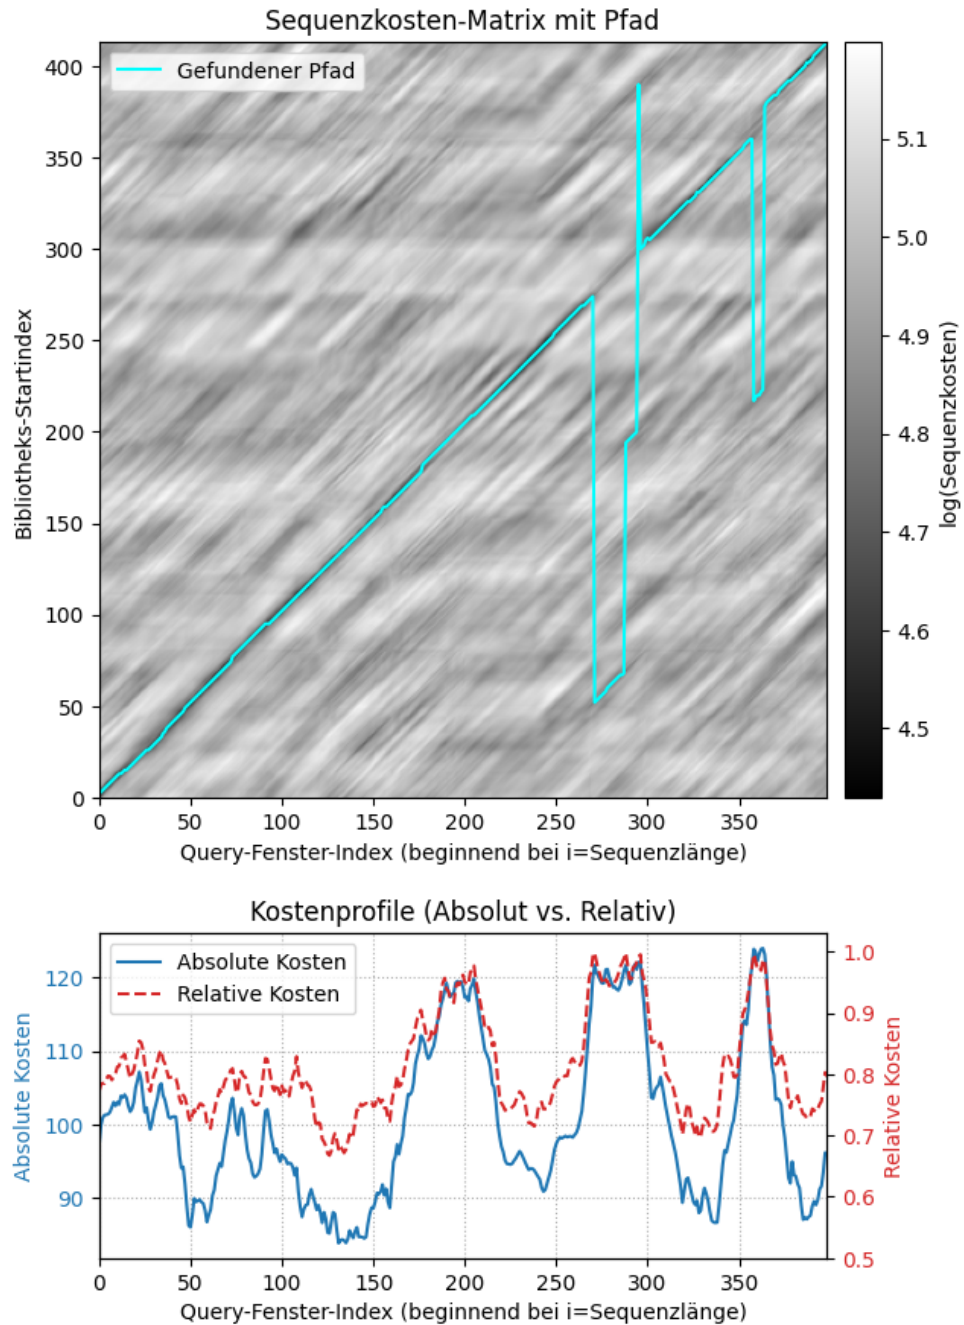 Sequenzkosten-Matrix mit Pfad
Gefundener Pfad
400
350
300
250
200
150
100
50
0
Bibliotheks-Startindex
0 50 100 150 200 250 300 350
Query-Fenster-Index (beginnend bei i=Sequenzlänge)
5.1
5.0
4.9
4.8
4.7
4.6
4.5
log(Sequenzkosten)
Kostenprofile (Absolut vs. Relativ)
Absolute Kosten
Relative Kosten
120
110
100
90
Absolute Kosten
1.0
0.9
0.8
0.7
0.6
0.5
Relative Kosten
0 50 100 150 200 250 300 350
Query-Fenster-Index (beginnend bei i=Sequenzlänge)